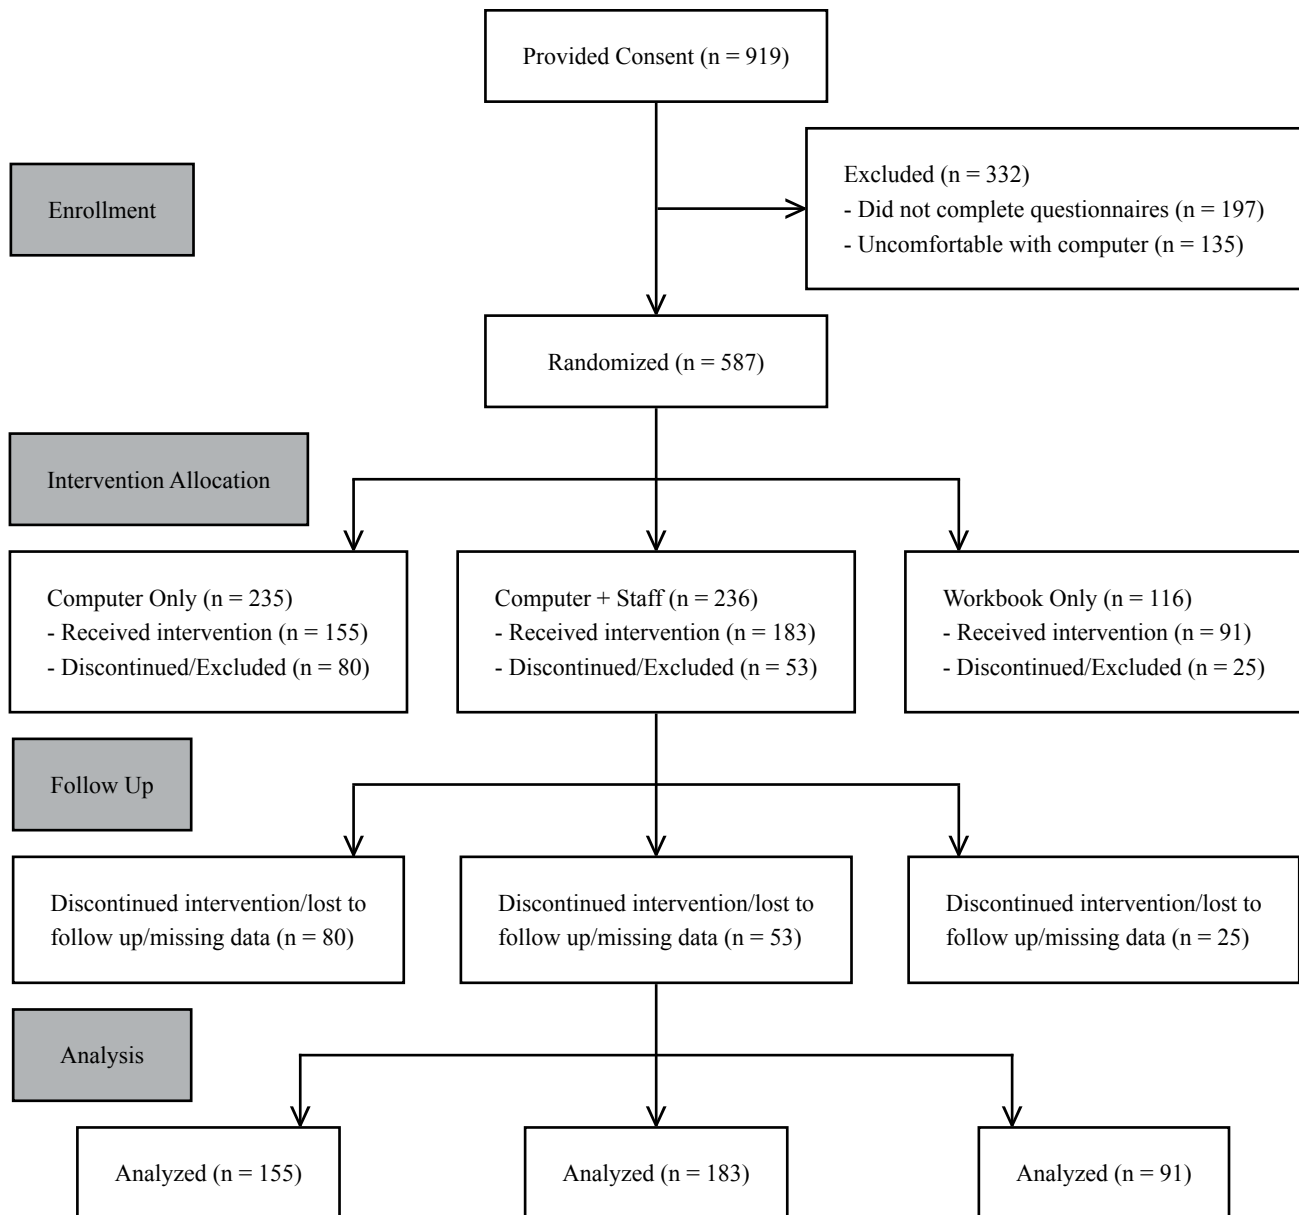 Provided Consent (n = 919)
Enrollment
Excluded (n = 332)
- Did not complete questionnaires (n = 197)
- Uncomfortable with computer (n = 135)
Randomized (n = 587)
Intervention Allocation
Computer Only (n = 235)
- Received intervention (n = 155)
- Discontinued/Excluded (n = 80)
Computer + Staff (n = 236)
- Received intervention (n = 183)
- Discontinued/Excluded (n = 53)
Workbook Only (n = 116)
- Received intervention (n = 91)
- Discontinued/Excluded (n = 25)
Follow Up
Discontinued intervention/lost to
follow up/missing data (n = 80)
Discontinued intervention/lost to
follow up/missing data (n = 53)
Discontinued intervention/lost to
follow up/missing data (n = 25)
Analysis
Analyzed (n = 155)
Analyzed (n = 183)
Analyzed (n = 91)